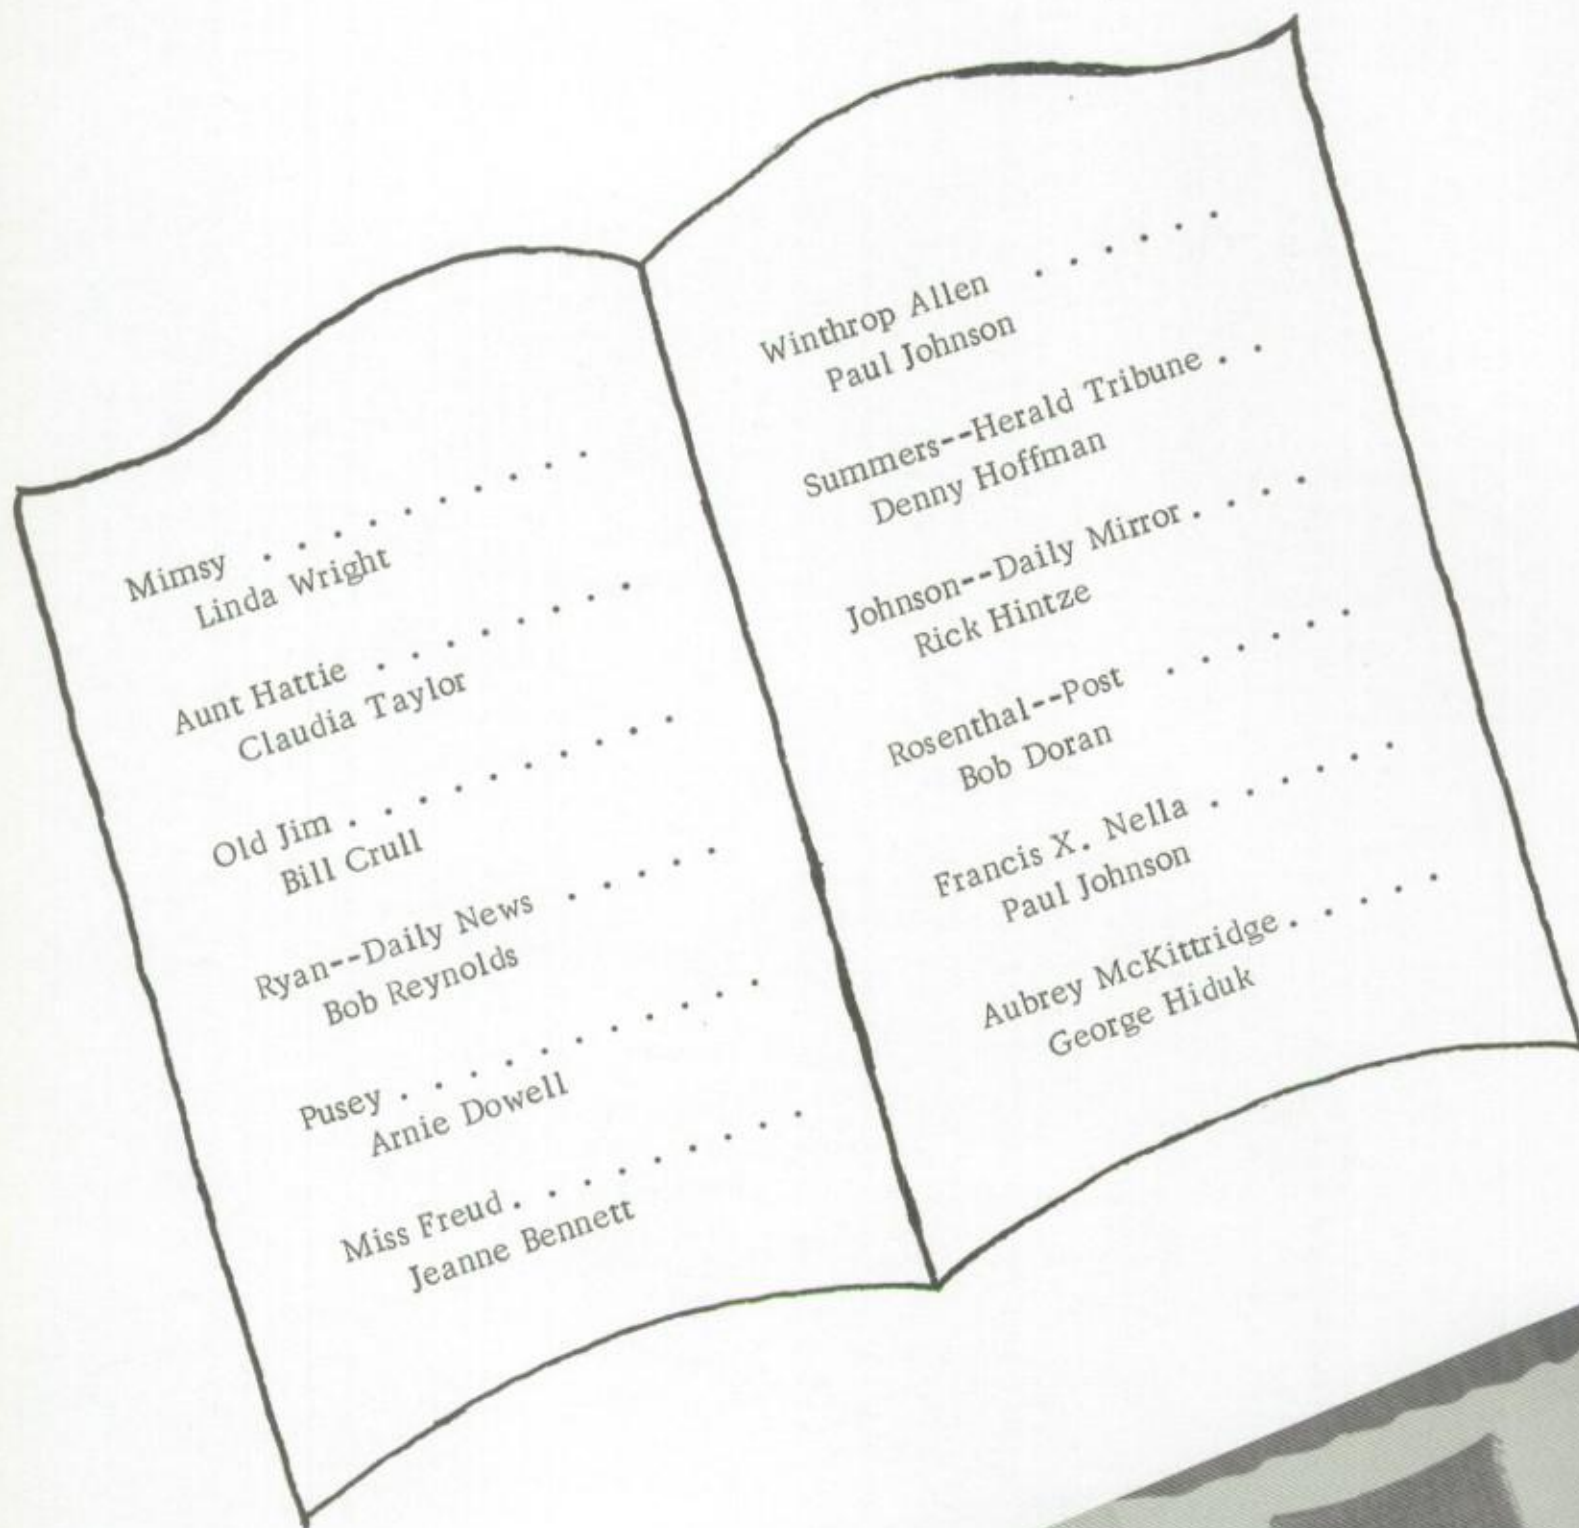 Mimsy . . . . . . . . . .
Linda Wright
Aunt Hattie . . . . . . . .
Claudia Taylor
Old Jim . . . . . . . . . .
Bill Crull
Ryan--Daily News . . . . .
Bob Reynolds
Pusey . . . . . . . . . . .
Arnie Dowell
Miss Freud . . . . . . . . .
Jeanne Bennett
Winthrop Allen . . . . . .
Paul Johnson
Summers--Herald Tribune . .
Denny Hoffman
Johnson--Daily Mirror . . . .
Rick Hintze
Rosenthal--Post . . . . . .
Bob Doran
Francis X. Nella . . . . . .
Paul Johnson
Aubrey McKittridge . . . . .
George Hiduk